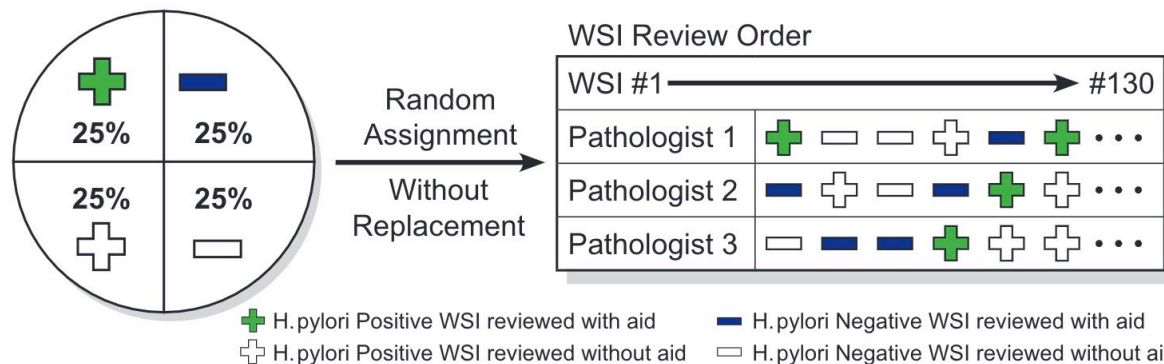 25% 25%
25% 25%
Random
Assignment
Without
Replacement
WSI Review Order
WSI #1 #130
Pathologist 1
Pathologist 2
Pathologist 3
H.pylori Positive WSI reviewed with aid
H.pylori Negative WSI reviewed with aid
H.pylori Positive WSI reviewed without aid
H.pylori Negative WSI reviewed without ai